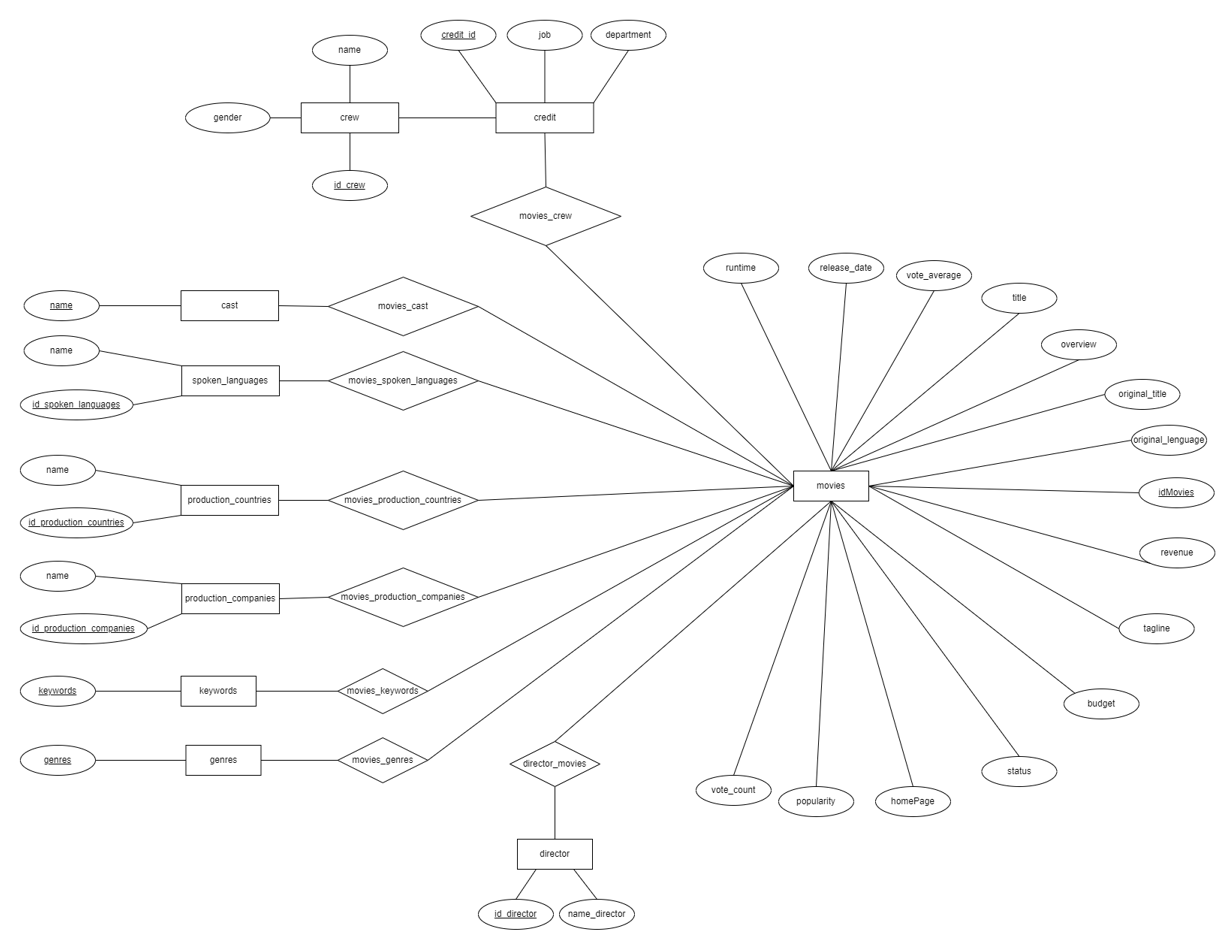 credit_id
job
department
name
gender
crew
credit
id_crew
movies_crew
runtime
release_date
vote_average
title
name
cast
movies_cast
overview
name
spoken_languages
movies_spoken_languages
id_spoken_languages
original_title
original_lenguage
name
production_countries
movies_production_countries
movies
idMovies
id_production_countries
revenue
name
production_companies
movies_production_companies
id_production_companies
tagline
keywords
keywords
movies_keywords
budget
genres
genres
movies_genres
director_movies
status
vote_count
popularity
homePage
director
id_director
name_director